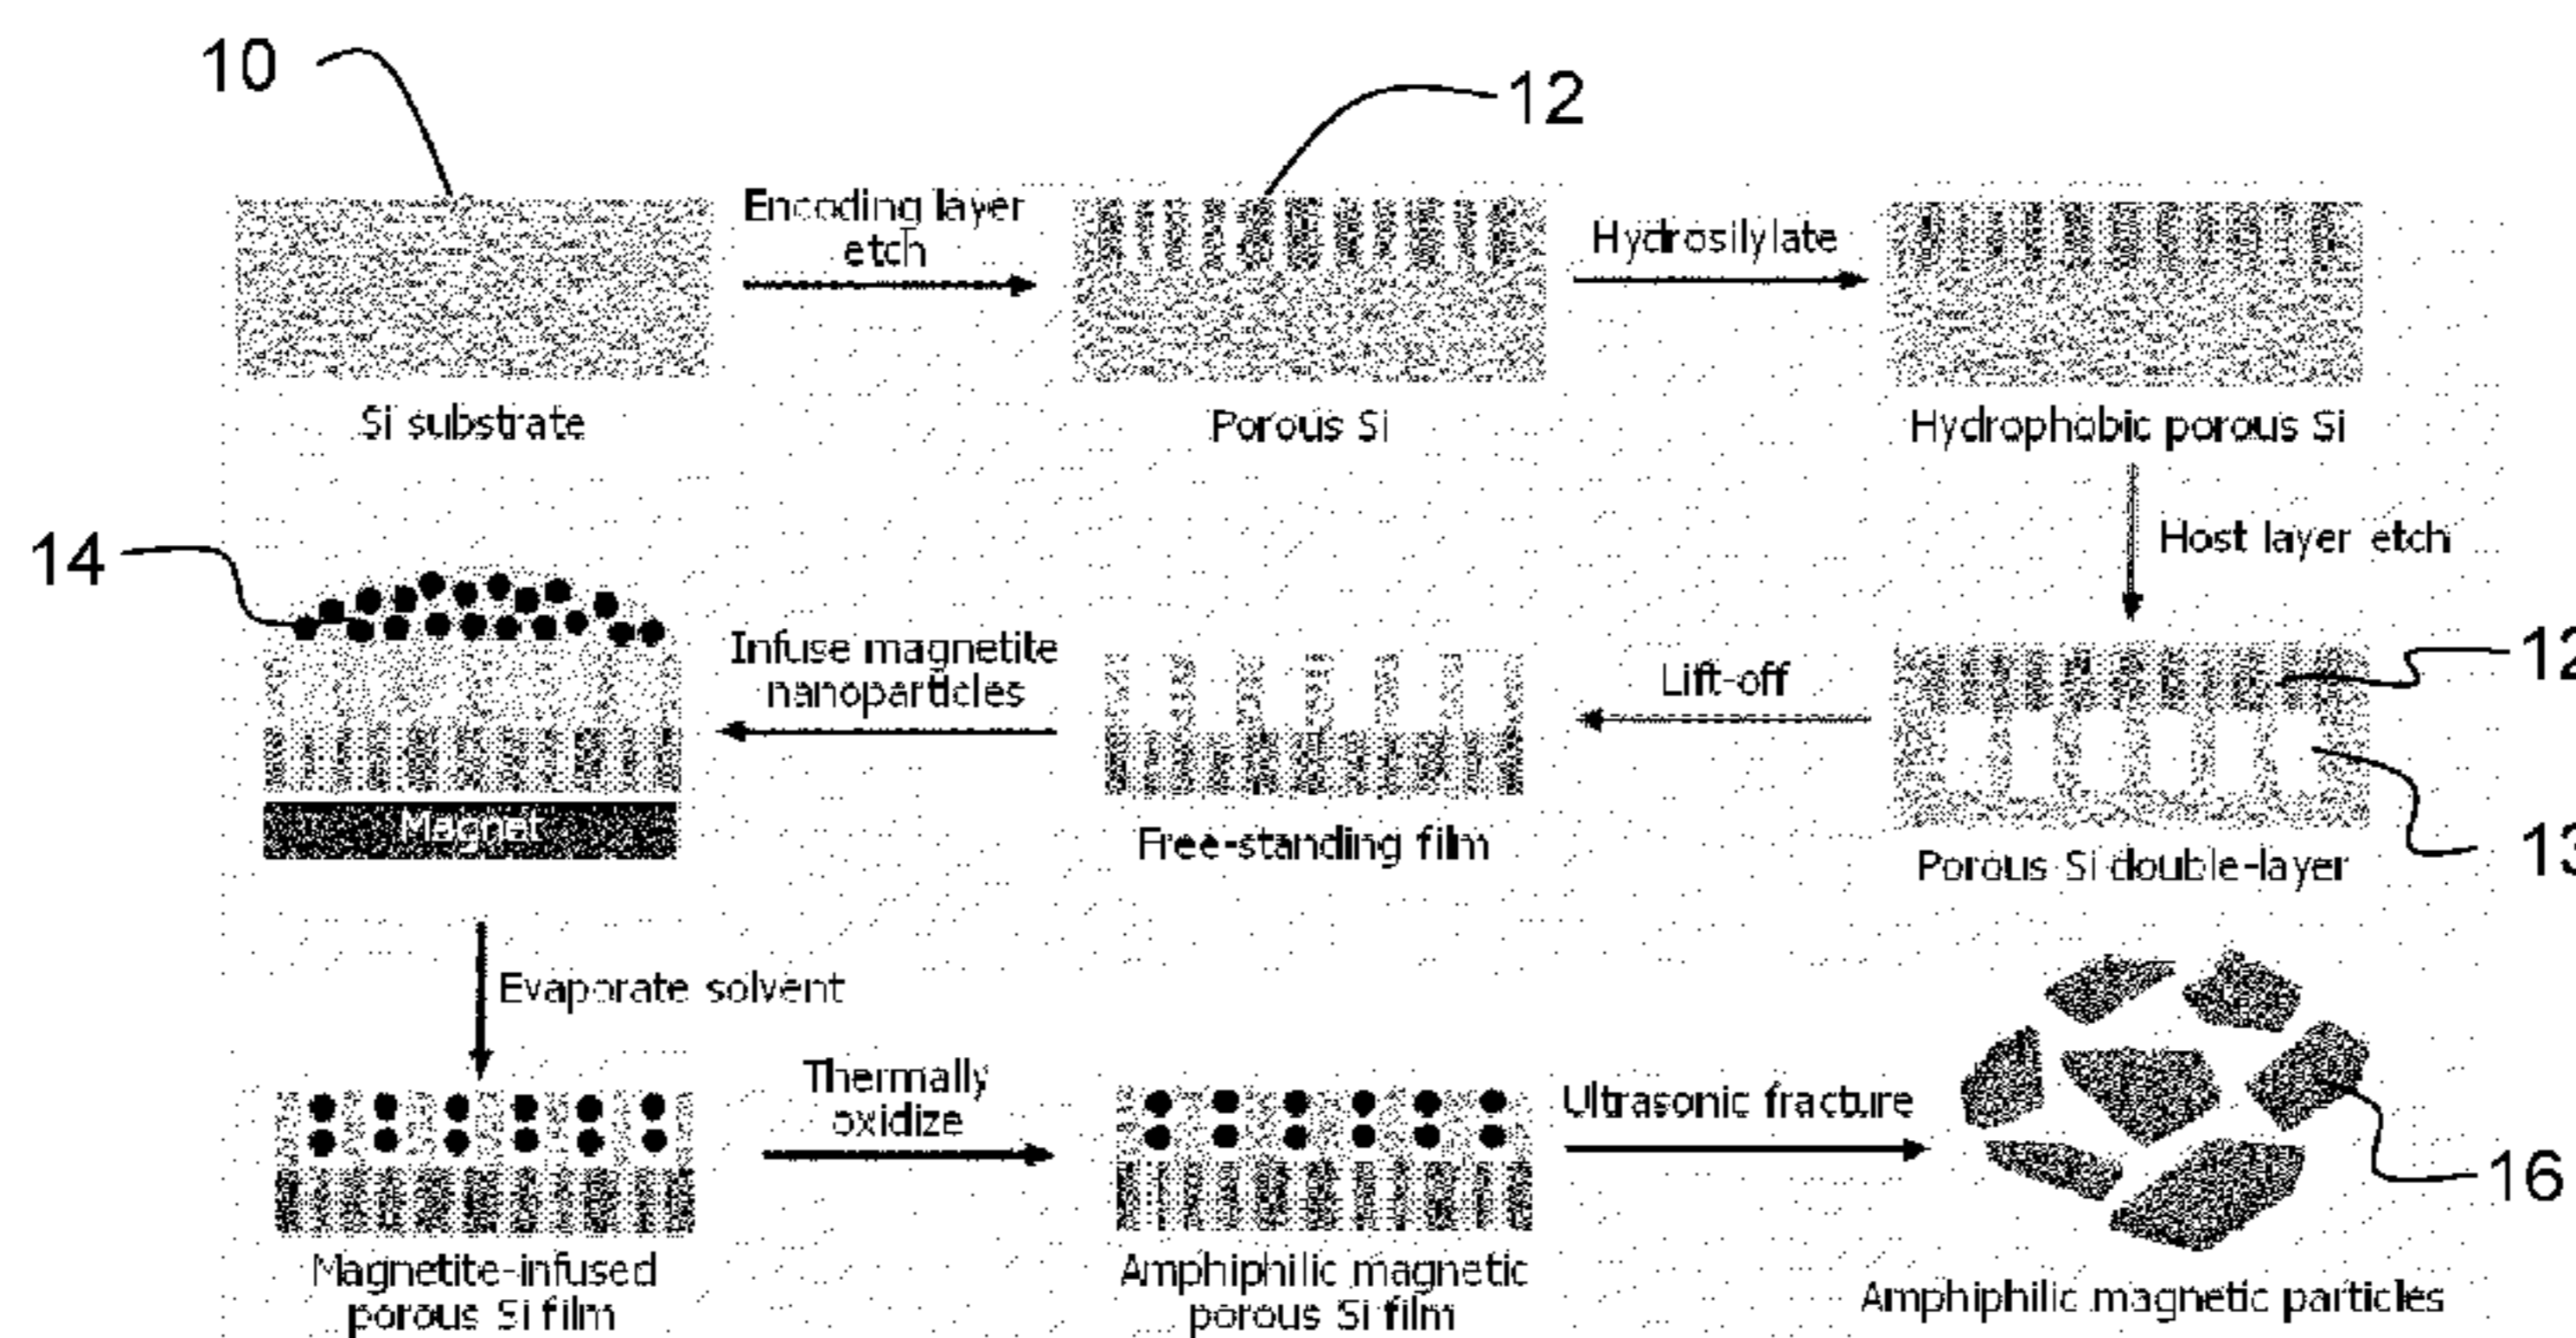 10
12
Encoding layer
etch
Hydrosilylate
Si substrate
Porous Si
Hydrophobic porous Si
Host layer etch
14
Infuse magnetite
nanoparticles
Lift-off
12
Magnet
Free-standing film
Porous Si double-layer
13
Evaporate solvent
Thermally
oxidize
Ultrasonic fracture
16
Magnetite-infused
porous Si film
Amphiphilic magnetic
porous Si film
Amphiphilic magnetic particles